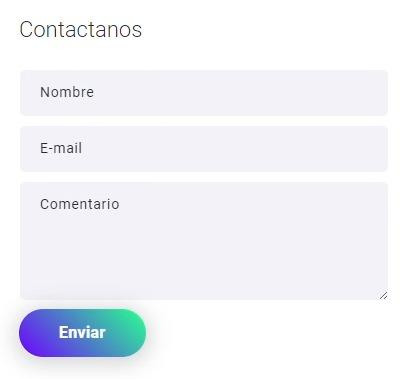 Contactanos
Nombre
E-mail
Comentario
Enviar